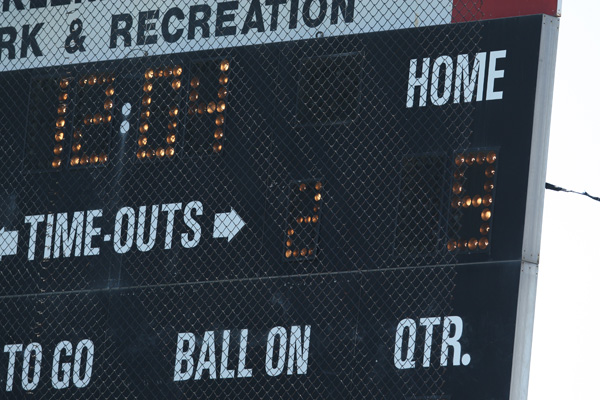 RK & RECREATION
12:04 HOME
TIME-OUTS 2 9
TO GO BALL ON QTR.